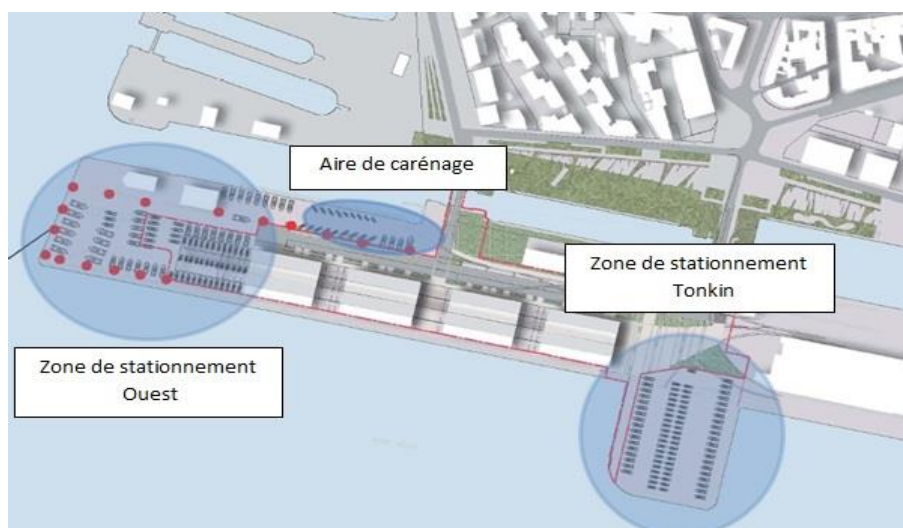 Aire de carénage
Zone de stationnement
Tonkin
Zone de stationnement
Ouest